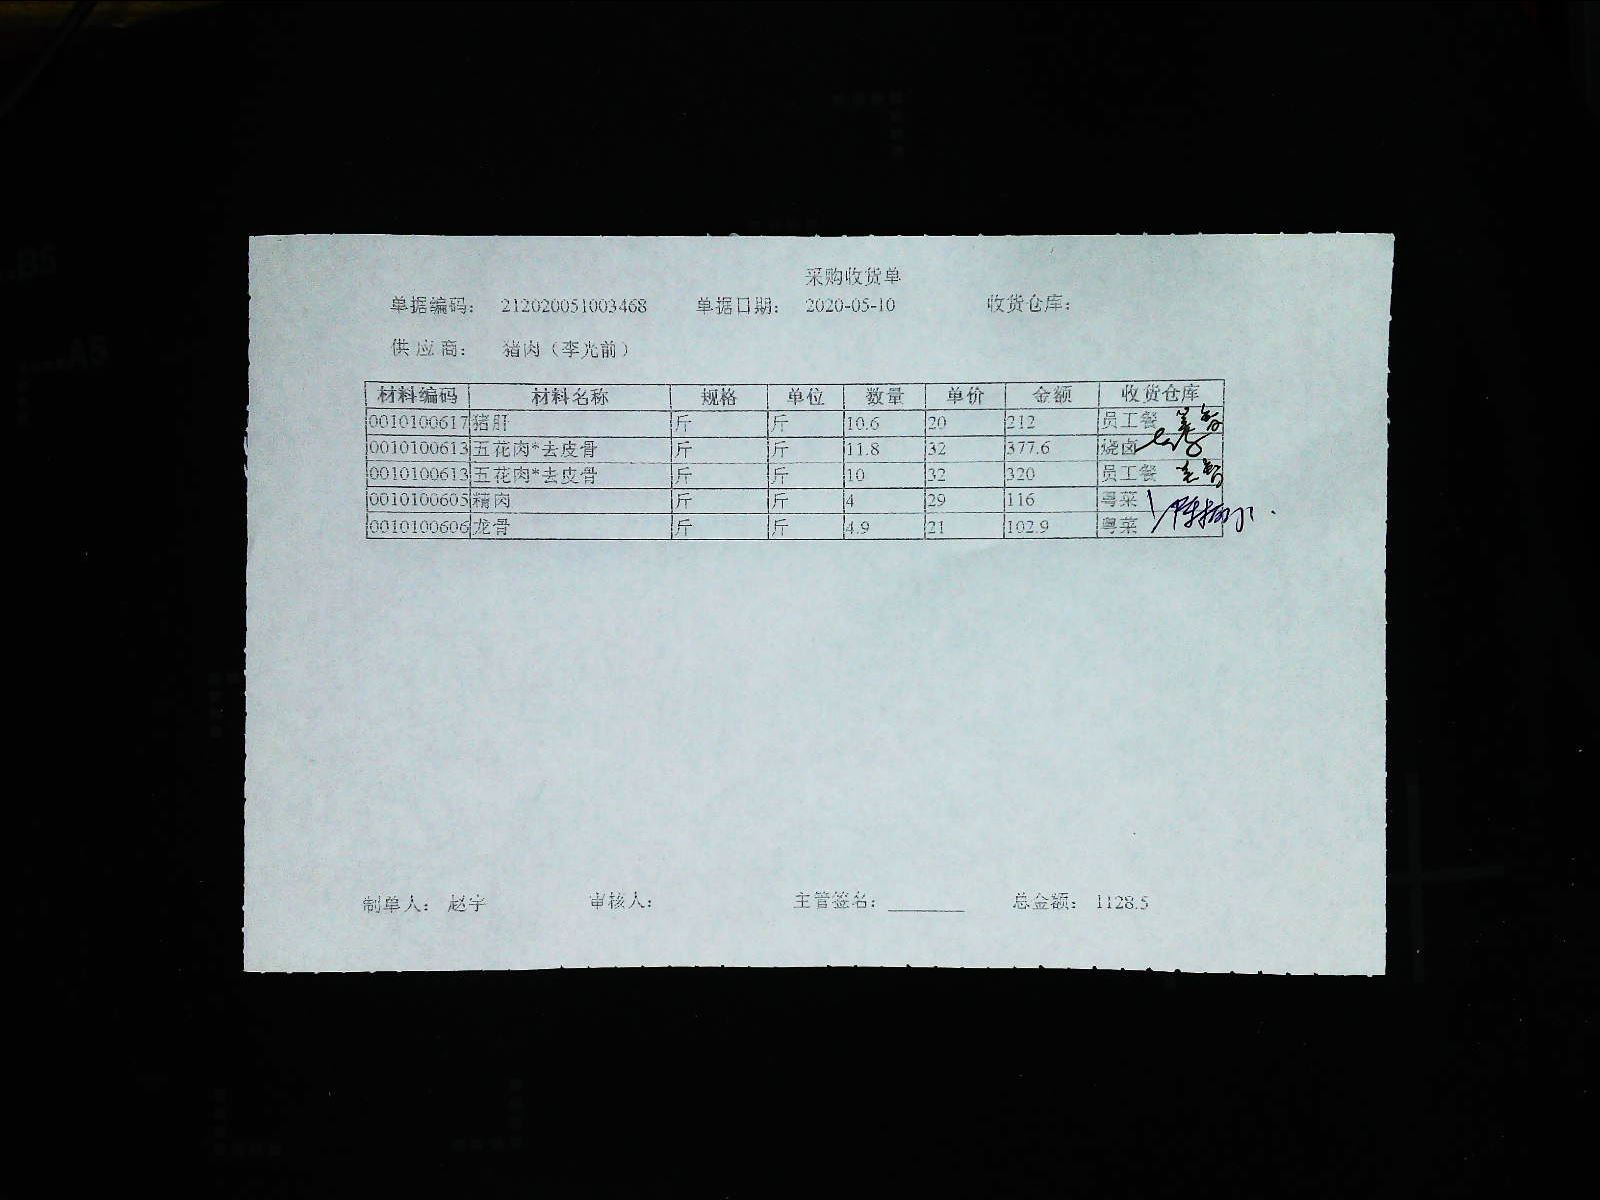 采购收货单
单据编码： 212020051003468 单据日期： 2020-05-10 收货仓库：
供应商： 猪肉（李光前）
材料编码 材料名称 规格 单位 数量 单价 金额 收货仓库
0010100617 猪肝 斤 斤 10.6 20 212 员工餐
0010100613 五花肉*去皮骨 斤 斤 11.8 32 377.6 烧卤
0010100613 五花肉*去皮骨 斤 斤 10 32 320 员工餐
0010100605 精肉 斤 斤 4 29 116 粤菜
0010100606 龙骨 斤 斤 4.9 21 102.9 粤菜
制单人： 赵宇 审核人： 主管签名： 总金额： 1128.5